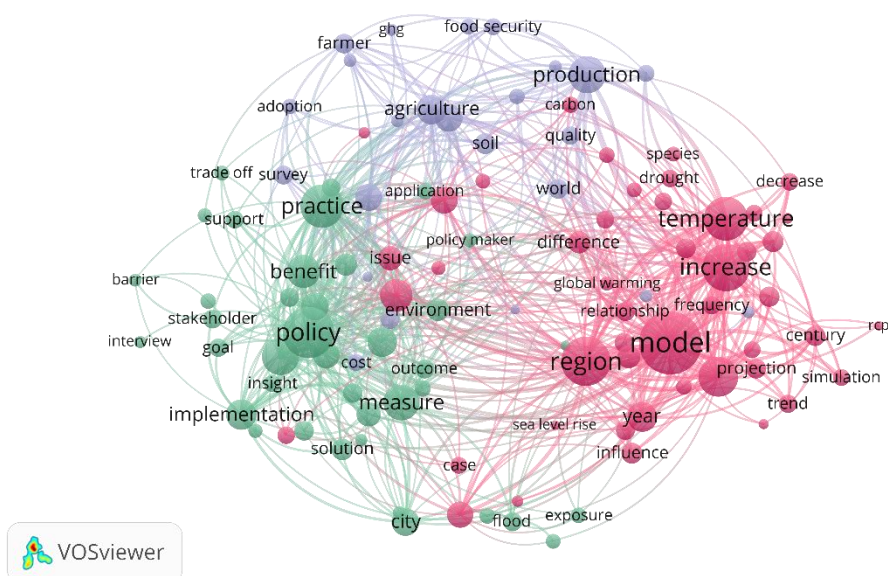 ghg
food security
farmer
production
adoption
agriculture
carbon
soil
quality
species
trade off
survey
drought
decrease
application
world
practice
temperature
support
policy maker
difference
benefit
issue
increase
barrier
global warming
environment
relationship
frequency
stakeholder
policy
model
century
rcp
interview
goal
cost
region
insight
outcome
projection
simulation
implementation
measure
year
trend
sea level rise
solution
influence
case
city
flood
exposure
VOSviewer